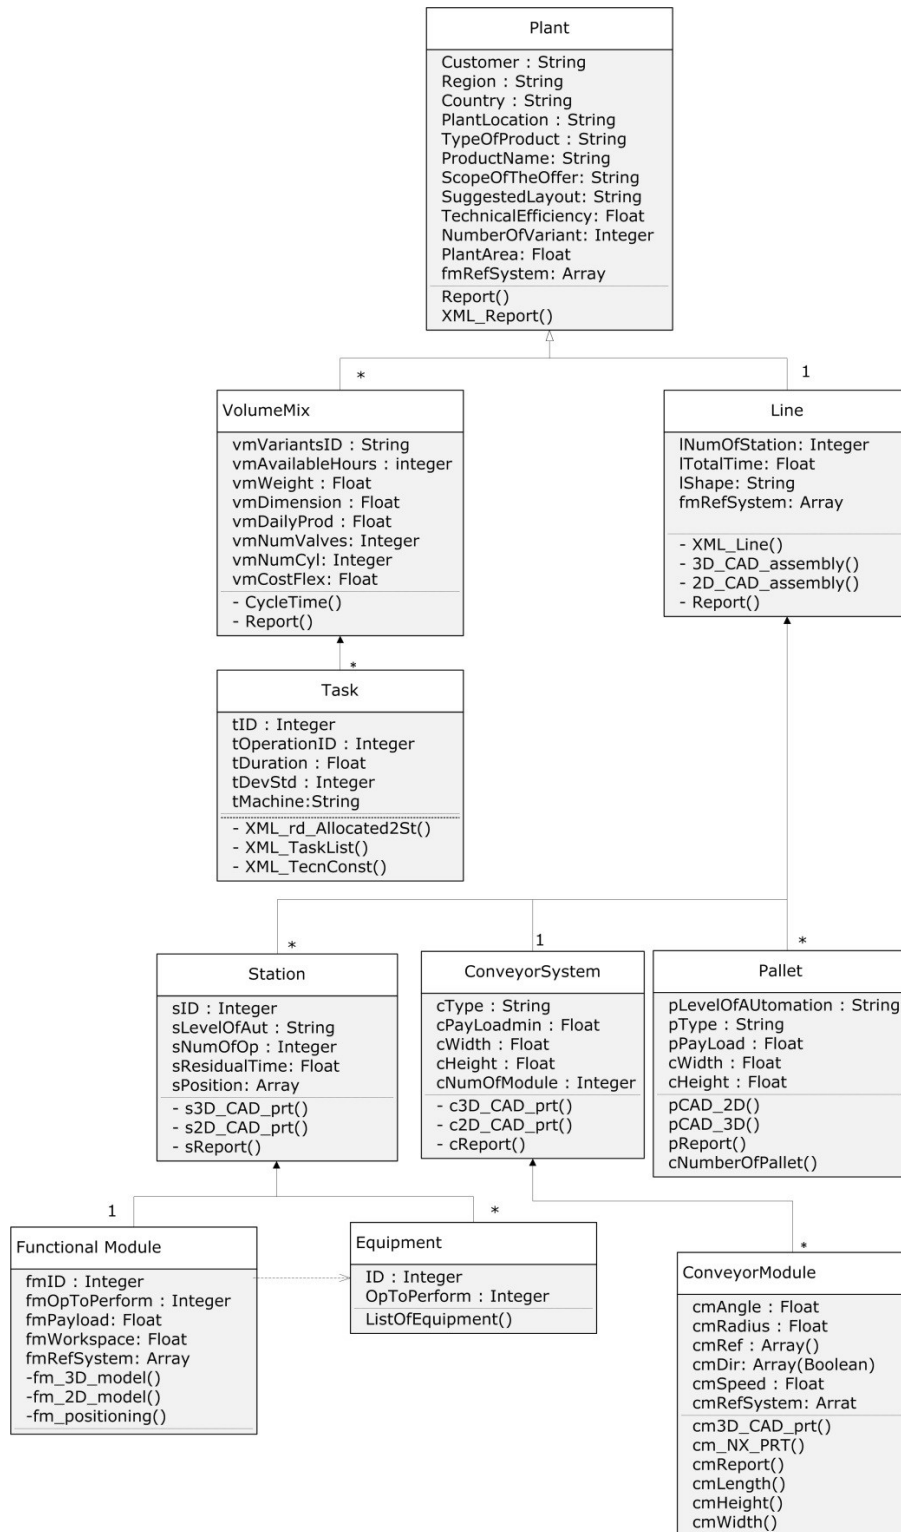 Plant
Customer : String
Region : String
Country : String
PlantLocation : String
TypeOfProduct : String
ProductName: String
ScopeOfTheOffer: String
SuggestedLayout: String
TechnicalEfficiency: Float
NumberOfVariant: Integer
PlantArea: Float
fmRefSystem: Array
Report()
XML_Report()
*
1
VolumeMix
vmVariantsID : String
vmAvailableHours : integer
vmWeight : Float
vmDimension : Float
vmDailyProd : Float
vmNumValves: Integer
vmNumCyl: Integer
vmCostFlex: Float
- CycleTime()
- Report()
Line
lNumOfStation: Integer
lTotalTime: Float
lShape: String
fmRefSystem: Array
- XML_Line()
- 3D_CAD_assembly()
- 2D_CAD_assembly()
- Report()
*
Task
tID : Integer
tOperationID : Integer
tDuration : Float
tDevStd : Integer
tMachine:String
- XML_rd_Allocated2St()
- XML_TaskList()
- XML_TecnConst()
*
1
*
Station
sID : Integer
sLevelOfAut : String
sNumOfOp : Integer
sResidualTime: Float
sPosition: Array
- s3D_CAD_prt()
- s2D_CAD_prt()
- sReport()
ConveyorSystem
cType : String
cPayLoadmin : Float
cWidth : Float
cHeight : Float
cNumOfModule : Integer
- c3D_CAD_prt()
- c2D_CAD_prt()
- cReport()
Pallet
pLevelOfAUtomation : String
pType : String
pPayLoad : Float
cWidth : Float
cHeight : Float
pCAD_2D()
pCAD_3D()
pReport()
cNumberOfPallet()
1
*
Functional Module
fmID : Integer
fmOpToPerform : Integer
fmPayload: Float
fmWorkspace: Float
fmRefSystem: Array
-fm_3D_model()
-fm_2D_model()
-fm_positioning()
Equipment
ID : Integer
OpToPerform : Integer
ListOfEquipment()
*
ConveyorModule
cmAngle : Float
cmRadius : Float
cmRef : Array()
cmDir: Array(Boolean)
cmSpeed : Float
cmRefSystem: Arrat
cm3D_CAD_prt()
cm_NX_PRT()
cmReport()
cmLength()
cmHeight()
cmWidth()